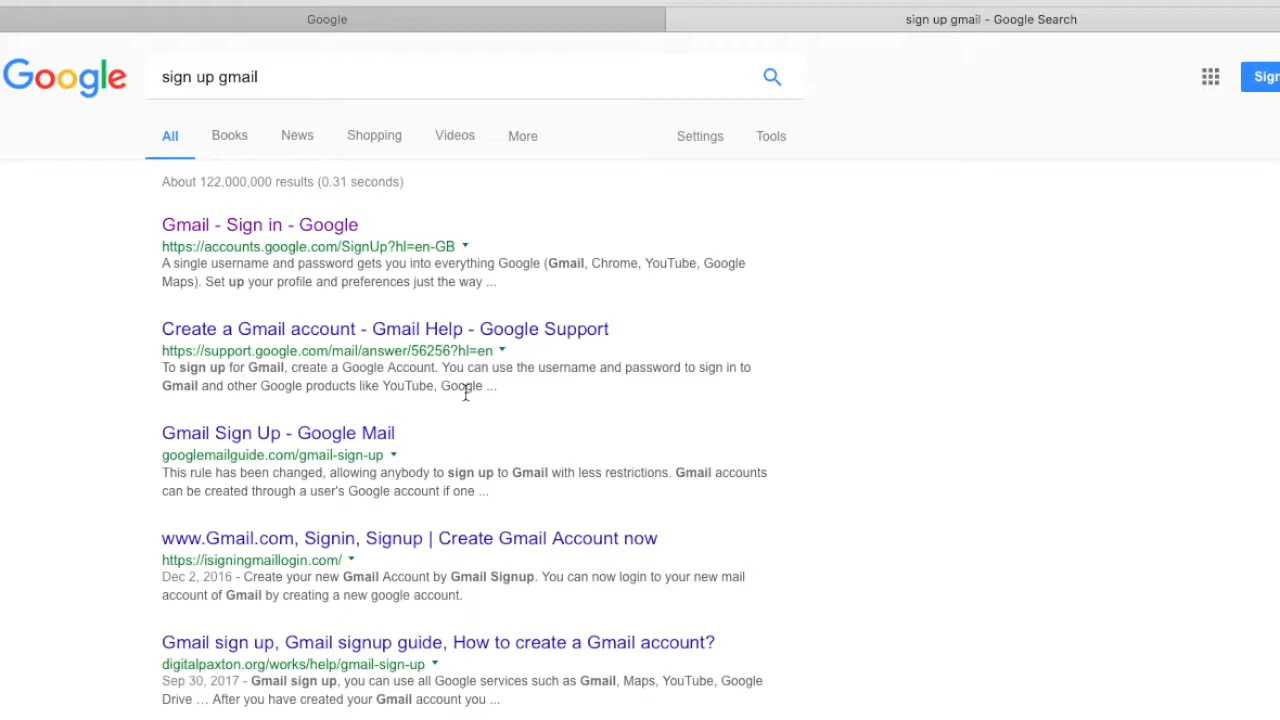 Google
sign up gmail - Google Search
Google
sign up gmail
Sign
All Books News Shopping Videos More Settings Tools
About 122,000,000 results (0.31 seconds)
Gmail - Sign in - Google
https://accounts.google.com/SignUp?hl=en-GB
A single username and password gets you into everything Google (Gmail, Chrome, YouTube, Google
Maps). Set up your profile and preferences just the way ...
Create a Gmail account - Gmail Help - Google Support
https://support.google.com/mail/answer/56256?hl=en
To sign up for Gmail, create a Google Account. You can use the username and password to sign in to
Gmail and other Google products like YouTube, Google ...
Gmail Sign Up - Google Mail
googlemailguide.com/gmail-sign-up
This rule has been changed, allowing anybody to sign up to Gmail with less restrictions. Gmail accounts
can be created through a user's Google account if one ...
www.Gmail.com, Signin, Signup | Create Gmail Account now
https://isigningmaillogin.com/
Dec 2, 2016 - Create your new Gmail Account by Gmail Signup. You can now login to your new mail
account of Gmail by creating a new google account.
Gmail sign up, Gmail signup guide, How to create a Gmail account?
digitalpaxton.org/works/help/gmail-sign-up
Sep 30, 2017 - Gmail sign up, you can use all Google services such as Gmail, Maps, YouTube, Google
Drive … After you have created your Gmail account you ...